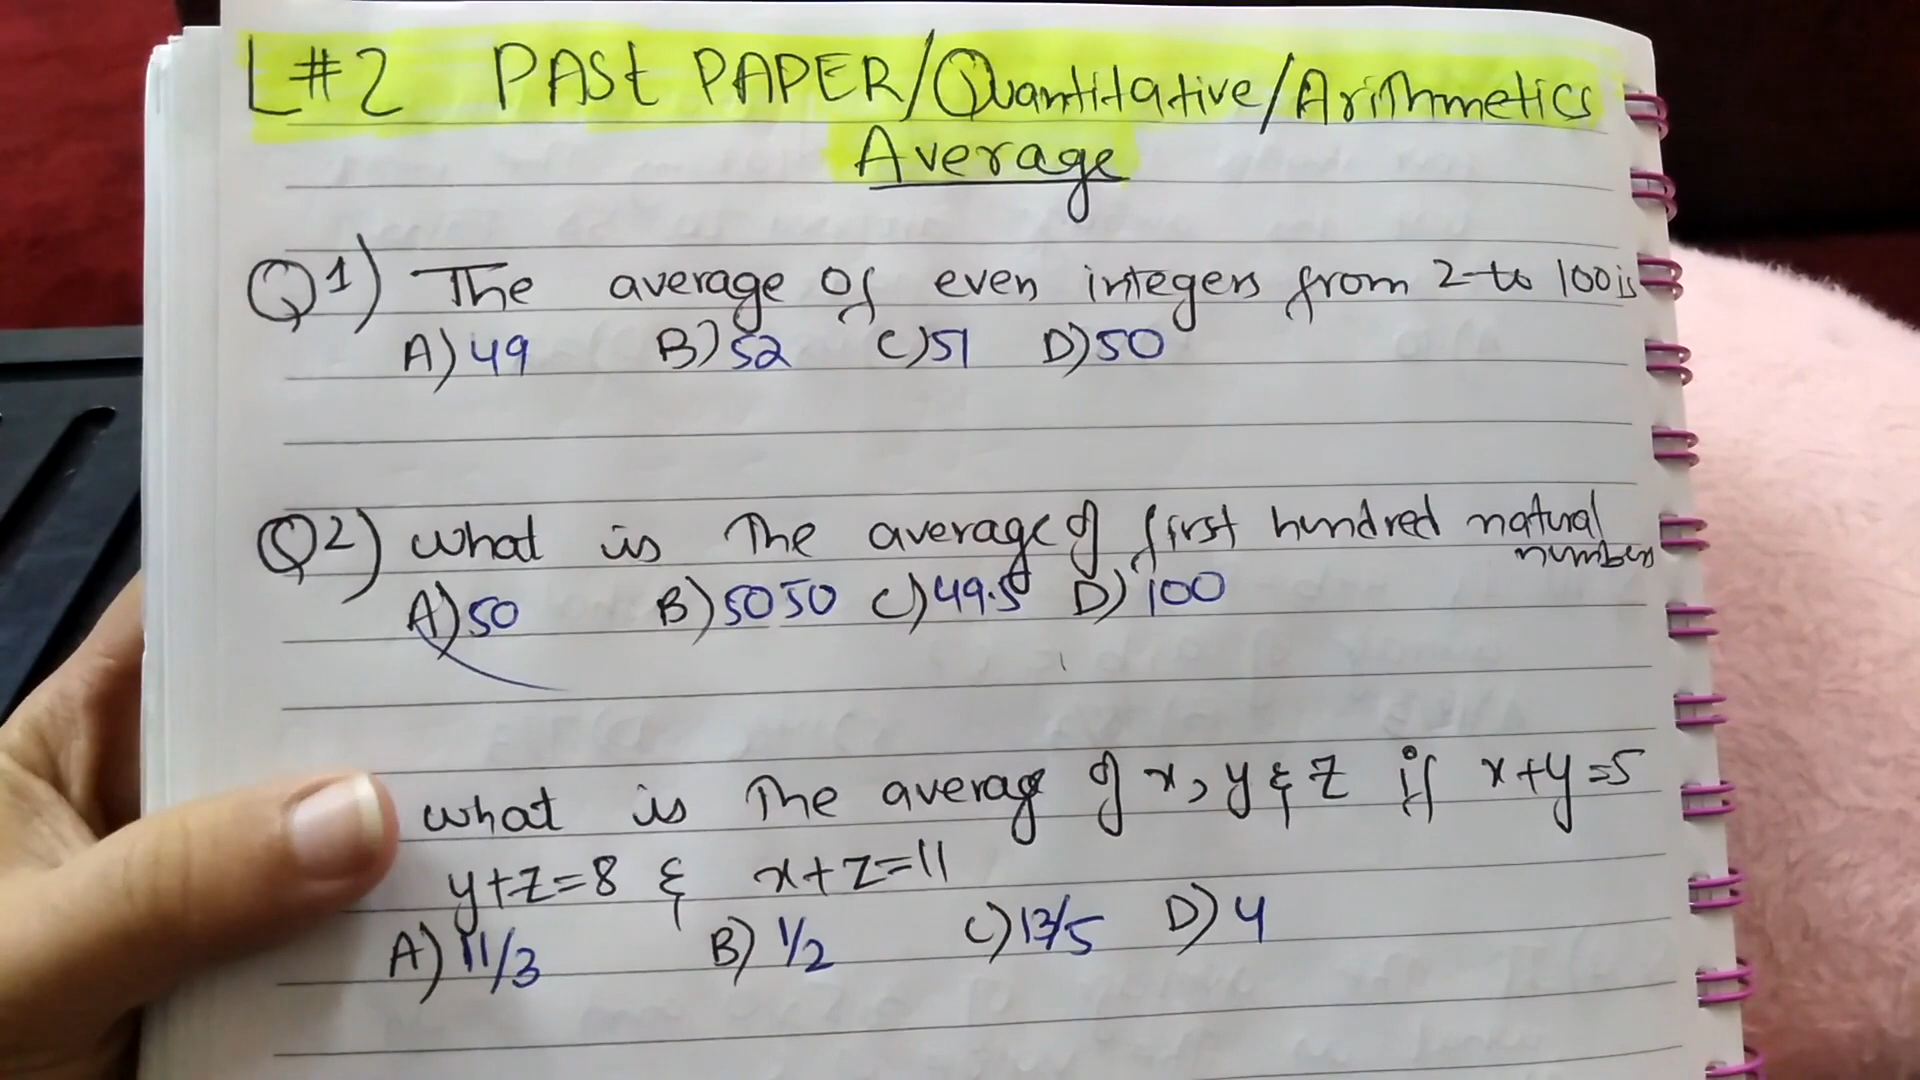 L#2 PASt PAPER/Quantitative/Arithmetics
Average
Q1) The average of even integers from 2 to 100 is
A) 49 B) 52 C) 51 D) 50
Q2) what is The average of first hundred natural
numbers
A) 50 B) 5050 C) 49.5 D) 100
what is The average of x, y & z if x+y=5
y+z=8 & x+z=11
A) 11/3 B) 1/2 C) 13/5 D) 4